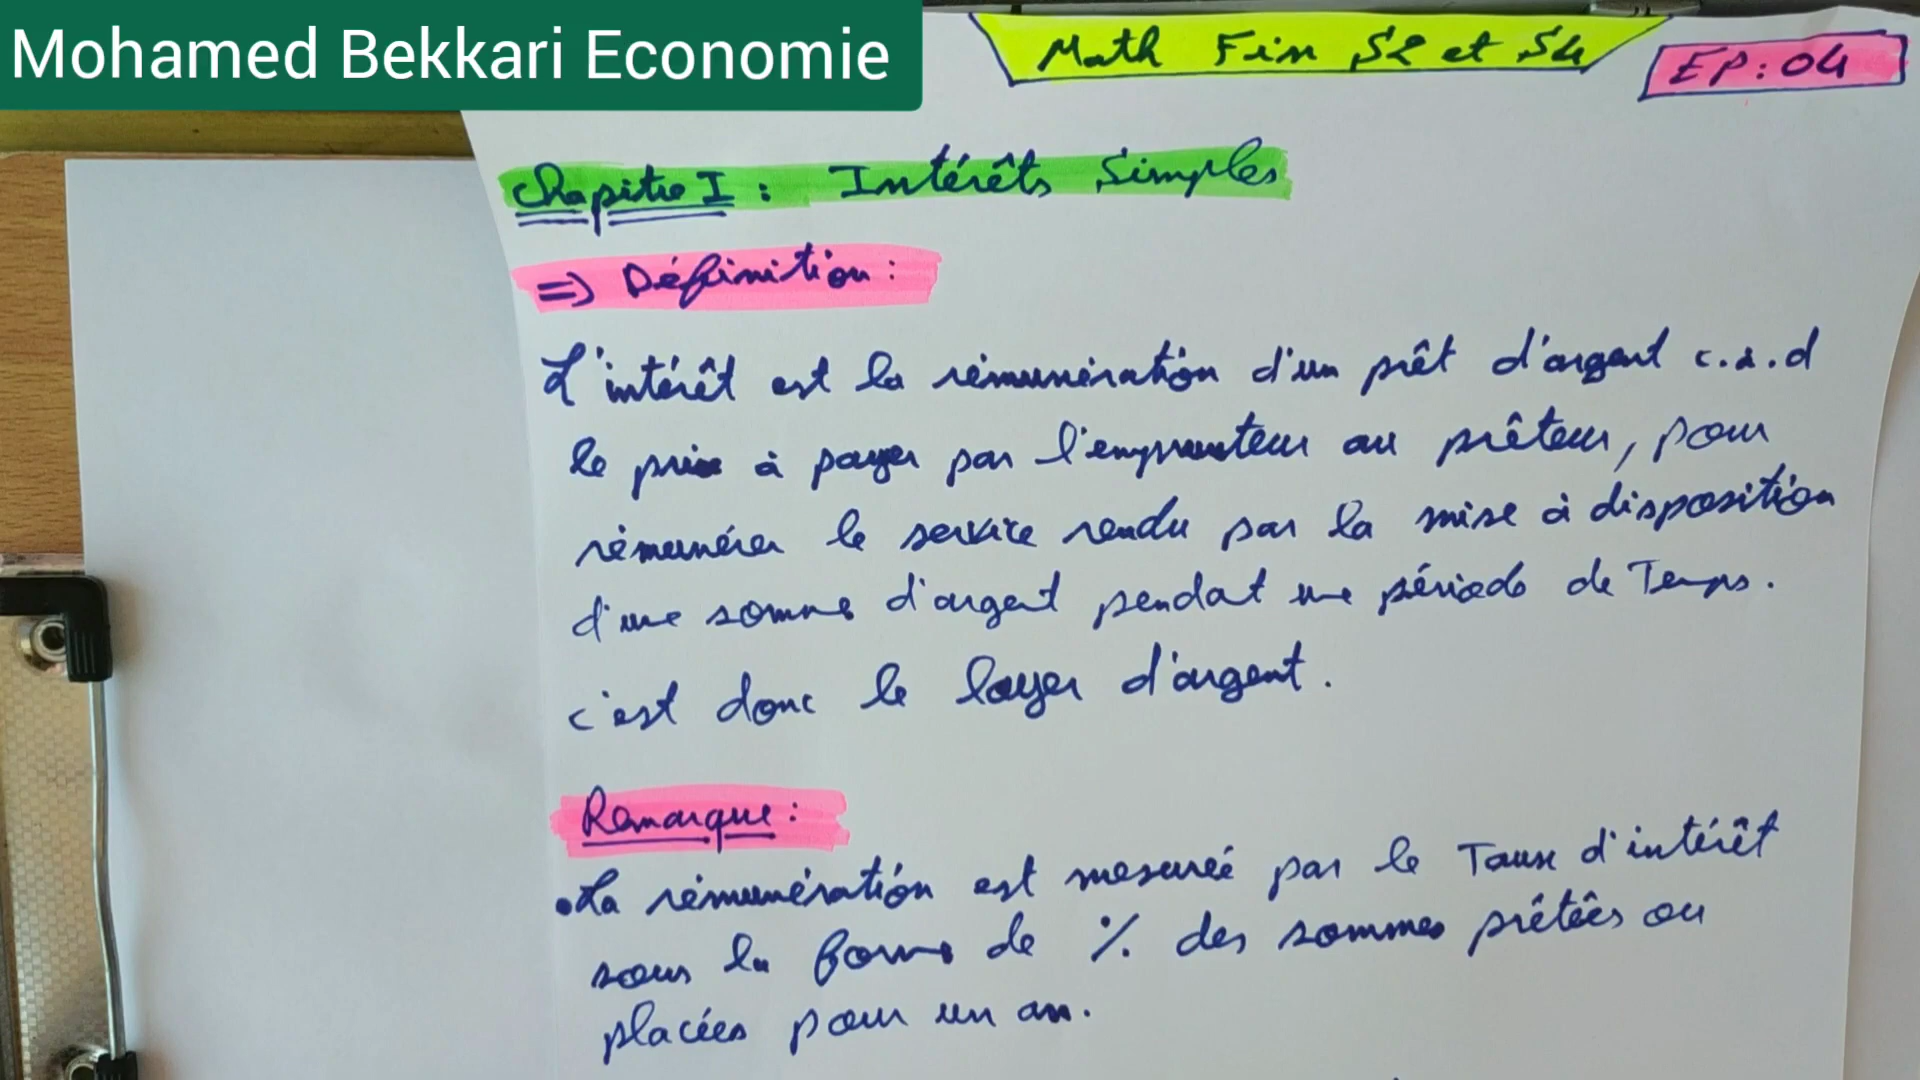 Mohamed Bekkari Economie
Math Fin S2 et S4
EP: 04
Chapitre I : Intérêts Simples
=> Définition :
L'intérêt est la rémunération d'un prêt d'argent c.à.d
le prix à payer par l'emprunteur au prêteur, pour
rémunérer le service rendu par la mise à disposition
d'une somme d'argent pendant une période de Temps.
c'est donc le loyer d'argent.
Remarque :
• La rémunération est mesurée par le Taux d'intérêt
sous la forme de % des sommes prêtées ou
placées pour un an.